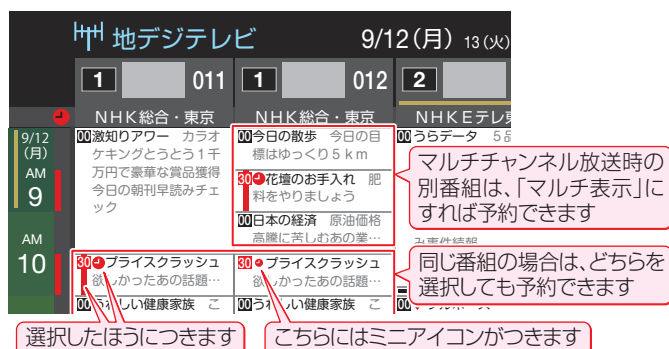 地デジテレビ 9/12(月) 13(火)
1 011 1 012 2
NHK総合・東京 NHK総合・東京 NHKEテレ東
9/12
(月)
AM
9
AM
10
00激知りアワー カラオ
ケキングとうとう1千
万円で豪華な賞品獲得
今日の朝刊早読みチェ
ック
30プライスクラッシュ
欲しかったあの話題…
00うれしい健康家族 こ
00今日の散歩 今日の目
標はゆっくり5km
30花壇のお手入れ 肥
料をやりましょう
00日本の経済 原油価格
高騰に苦しむあの業…
30プライスクラッシュ
欲しかったあの話題…
00うれしい健康家族 こ
00うらデータ 5
マルチチャンネル放送時の
別番組は、「マルチ表示」に
すれば予約できます
同じ番組の場合は、どちらを
選択しても予約できます
選択したほうにつきます
こちらにはミニアイコンがつきます